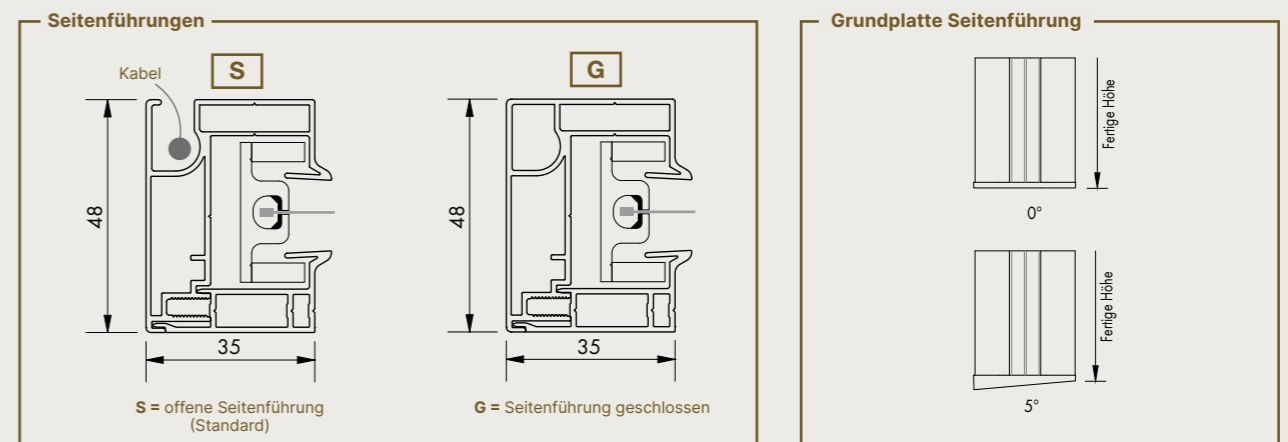 Seitenführungen
Kabel
S
48
35
S = offene Seitenführung
(Standard)
G
48
35
G = Seitenführung geschlossen
Grundplatte Seitenführung
Fertige Höhe
0°
Fertige Höhe
5°